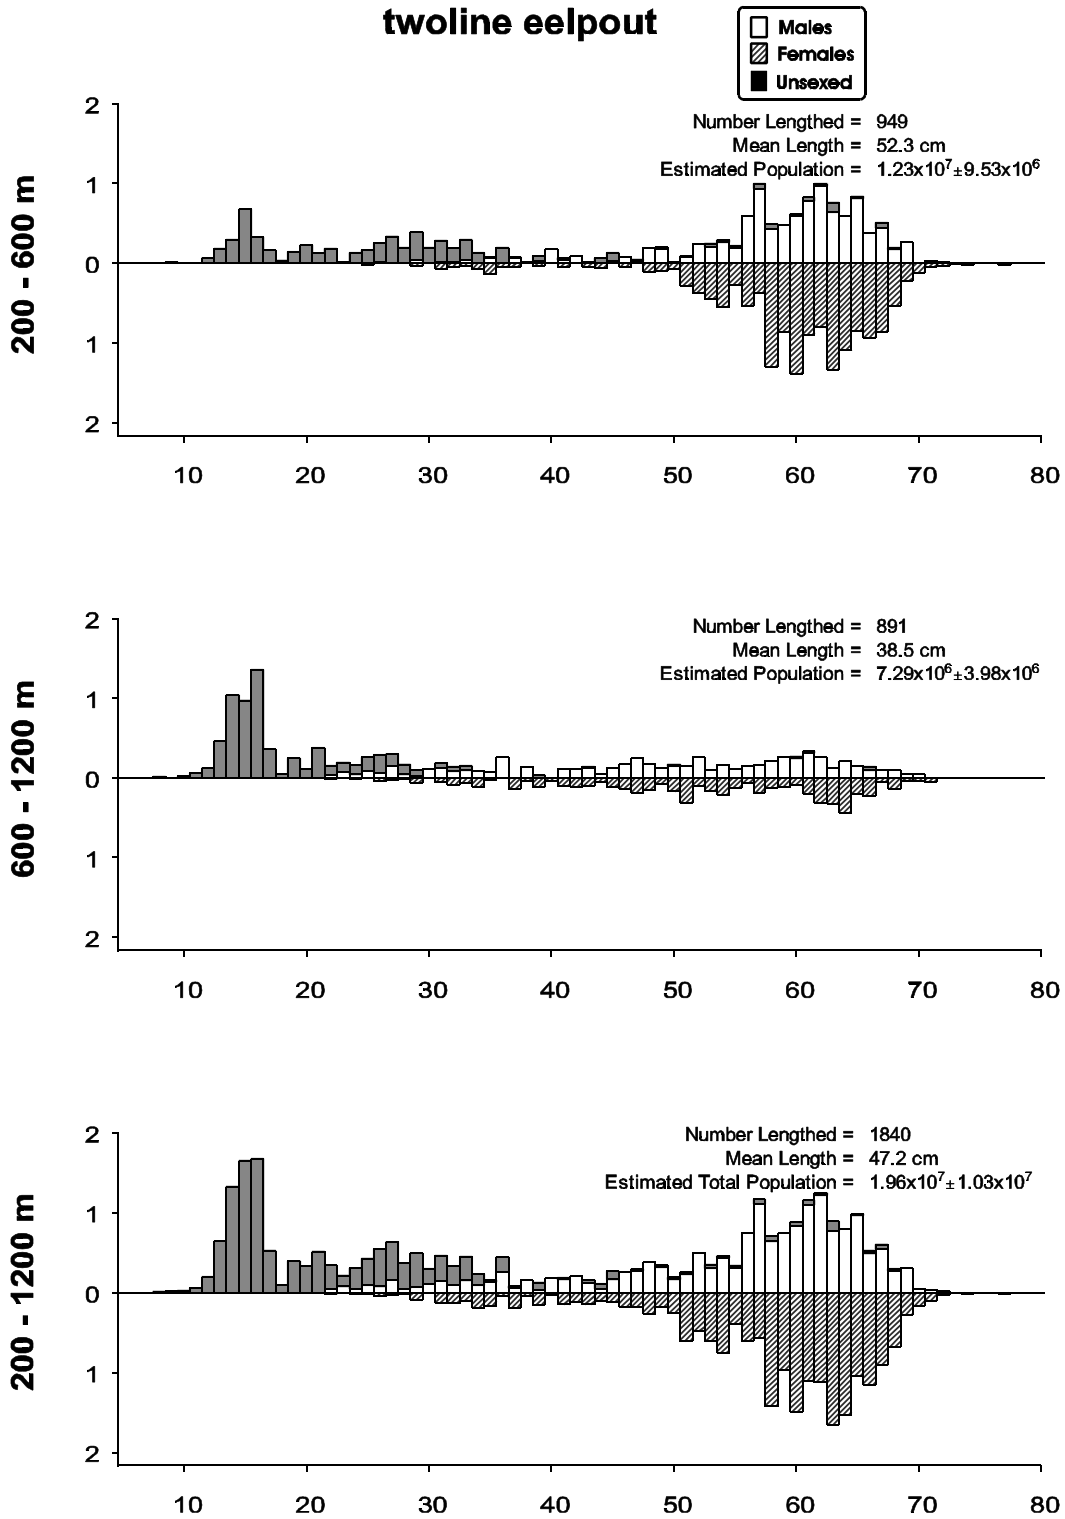 twoline eelpout
Males
Females
Unsexed
Number Lengthed = 949
Mean Length = 52.3 cm
Estimated Population = 1.23x10⁷±9.53x10⁶
200 - 600 m
2
1
0
1
2
10 20 30 40 50 60 70 80
Number Lengthed = 891
Mean Length = 38.5 cm
Estimated Population = 7.29x10⁶±3.98x10⁶
600 - 1200 m
2
1
0
1
2
10 20 30 40 50 60 70 80
Number Lengthed = 1840
Mean Length = 47.2 cm
Estimated Total Population = 1.96x10⁷±1.03x10⁷
200 - 1200 m
2
1
0
1
2
10 20 30 40 50 60 70 80